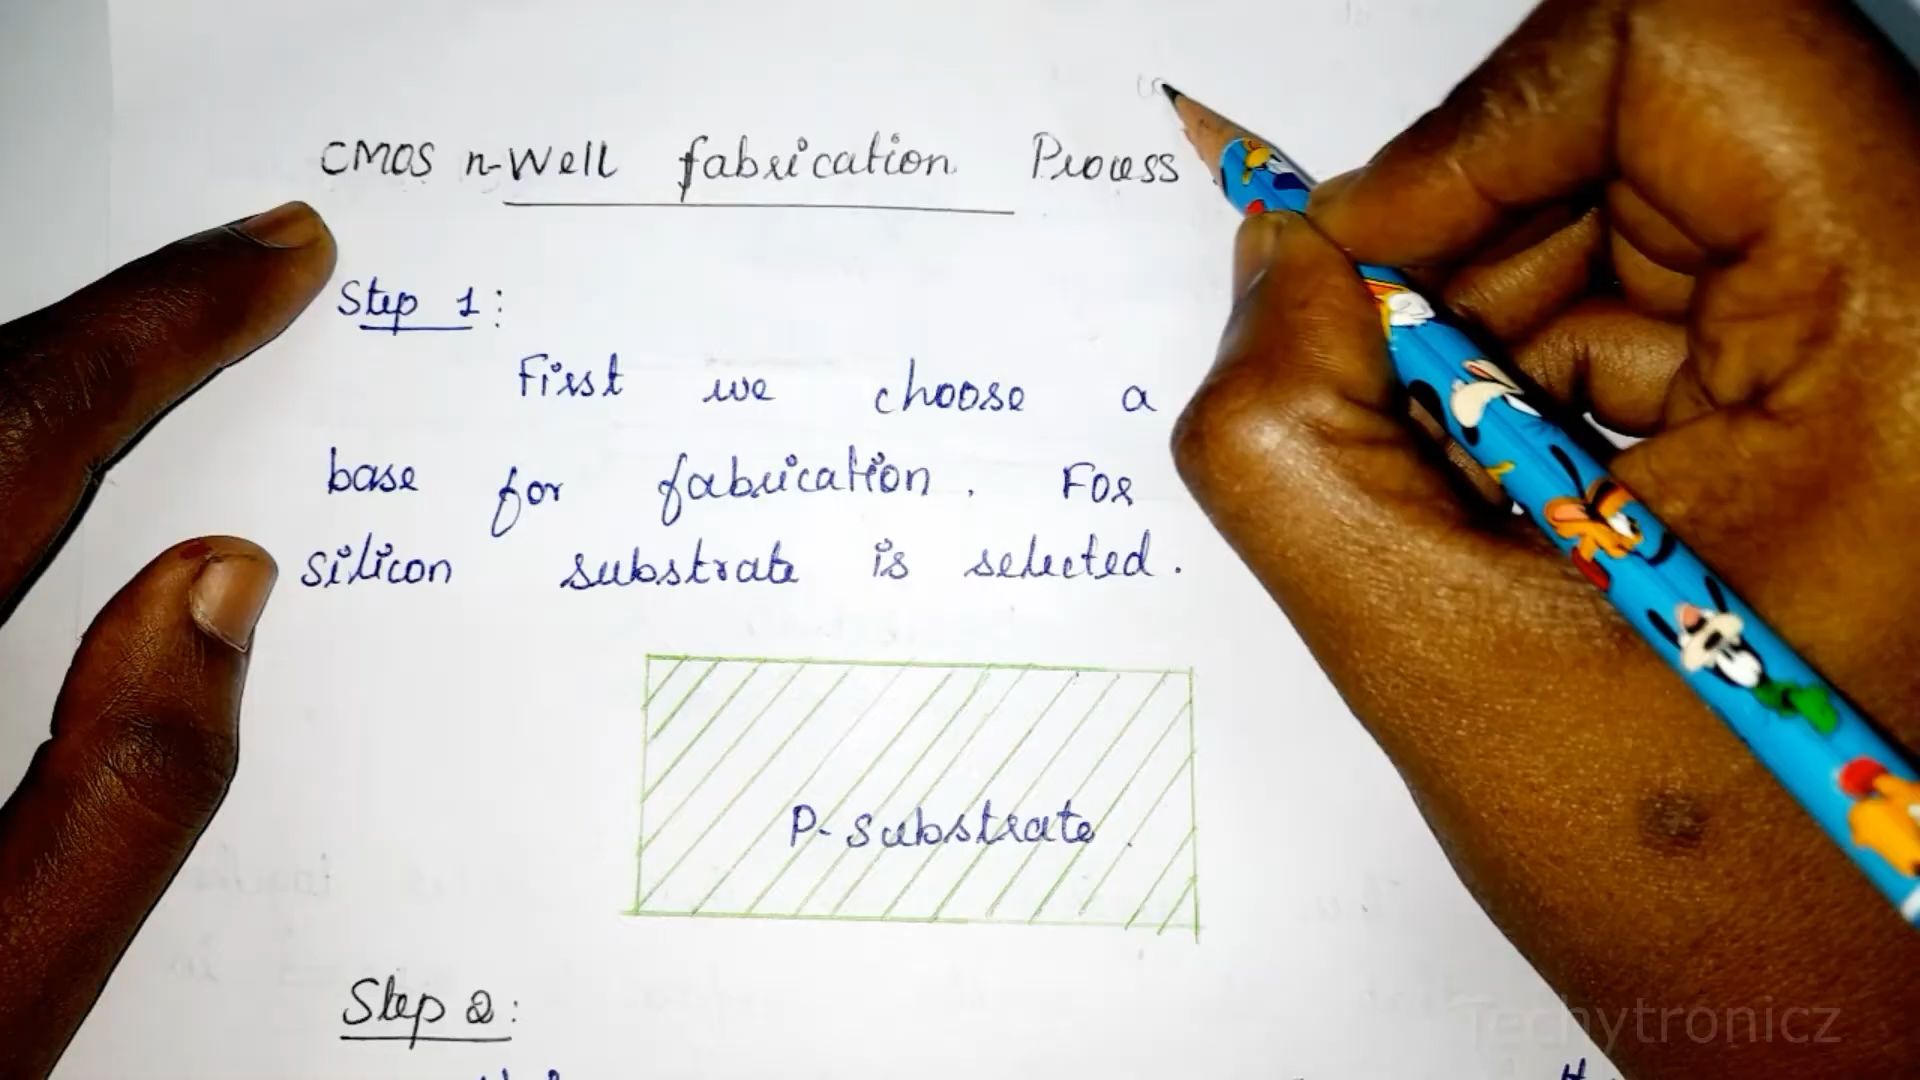 CMOS n-Well fabrication Process
Step 1:
First we choose a
base for fabrication. For
silicon substrate is selected.
P-substrate.
Step 2:
Techytronicz